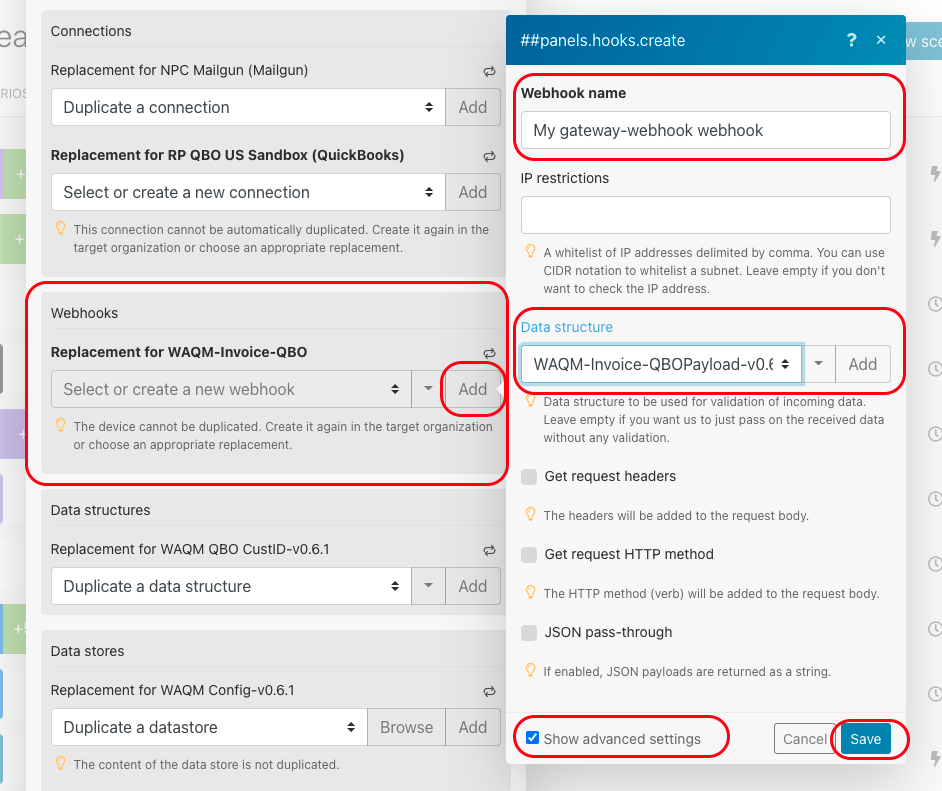 ea
RIOS
+
+
+
+5
Connections
Replacement for NPC Mailgun (Mailgun)
Duplicate a connection
Add
Replacement for RP QBO US Sandbox (QuickBooks)
Select or create a new connection
Add
This connection cannot be automatically duplicated. Create it again in the
target organization or choose an appropriate replacement.
Webhooks
Replacement for WAQM-Invoice-QBO
Select or create a new webhook
Add
The device cannot be duplicated. Create it again in the target organization
or choose an appropriate replacement.
Data structures
Replacement for WAQM QBO CustID-v0.6.1
Duplicate a data structure
Add
Data stores
Replacement for WAQM Config-v0.6.1
Duplicate a datastore
Browse
Add
The content of the data store is not duplicated.
##panels.hooks.create
?
×
w sce
Webhook name
My gateway-webhook webhook
IP restrictions
A whitelist of IP addresses delimited by comma. You can use
CIDR notation to whitelist a subnet. Leave empty if you don't
want to check the IP address.
Data structure
WAQM-Invoice-QBOPayload-v0.6
Add
Data structure to be used for validation of incoming data.
Leave empty if you want us to just pass on the received data
without any validation.
Get request headers
The headers will be added to the request body.
Get request HTTP method
The HTTP method (verb) will be added to the request body.
JSON pass-through
If enabled, JSON payloads are returned as a string.
Show advanced settings
Cancel
Save